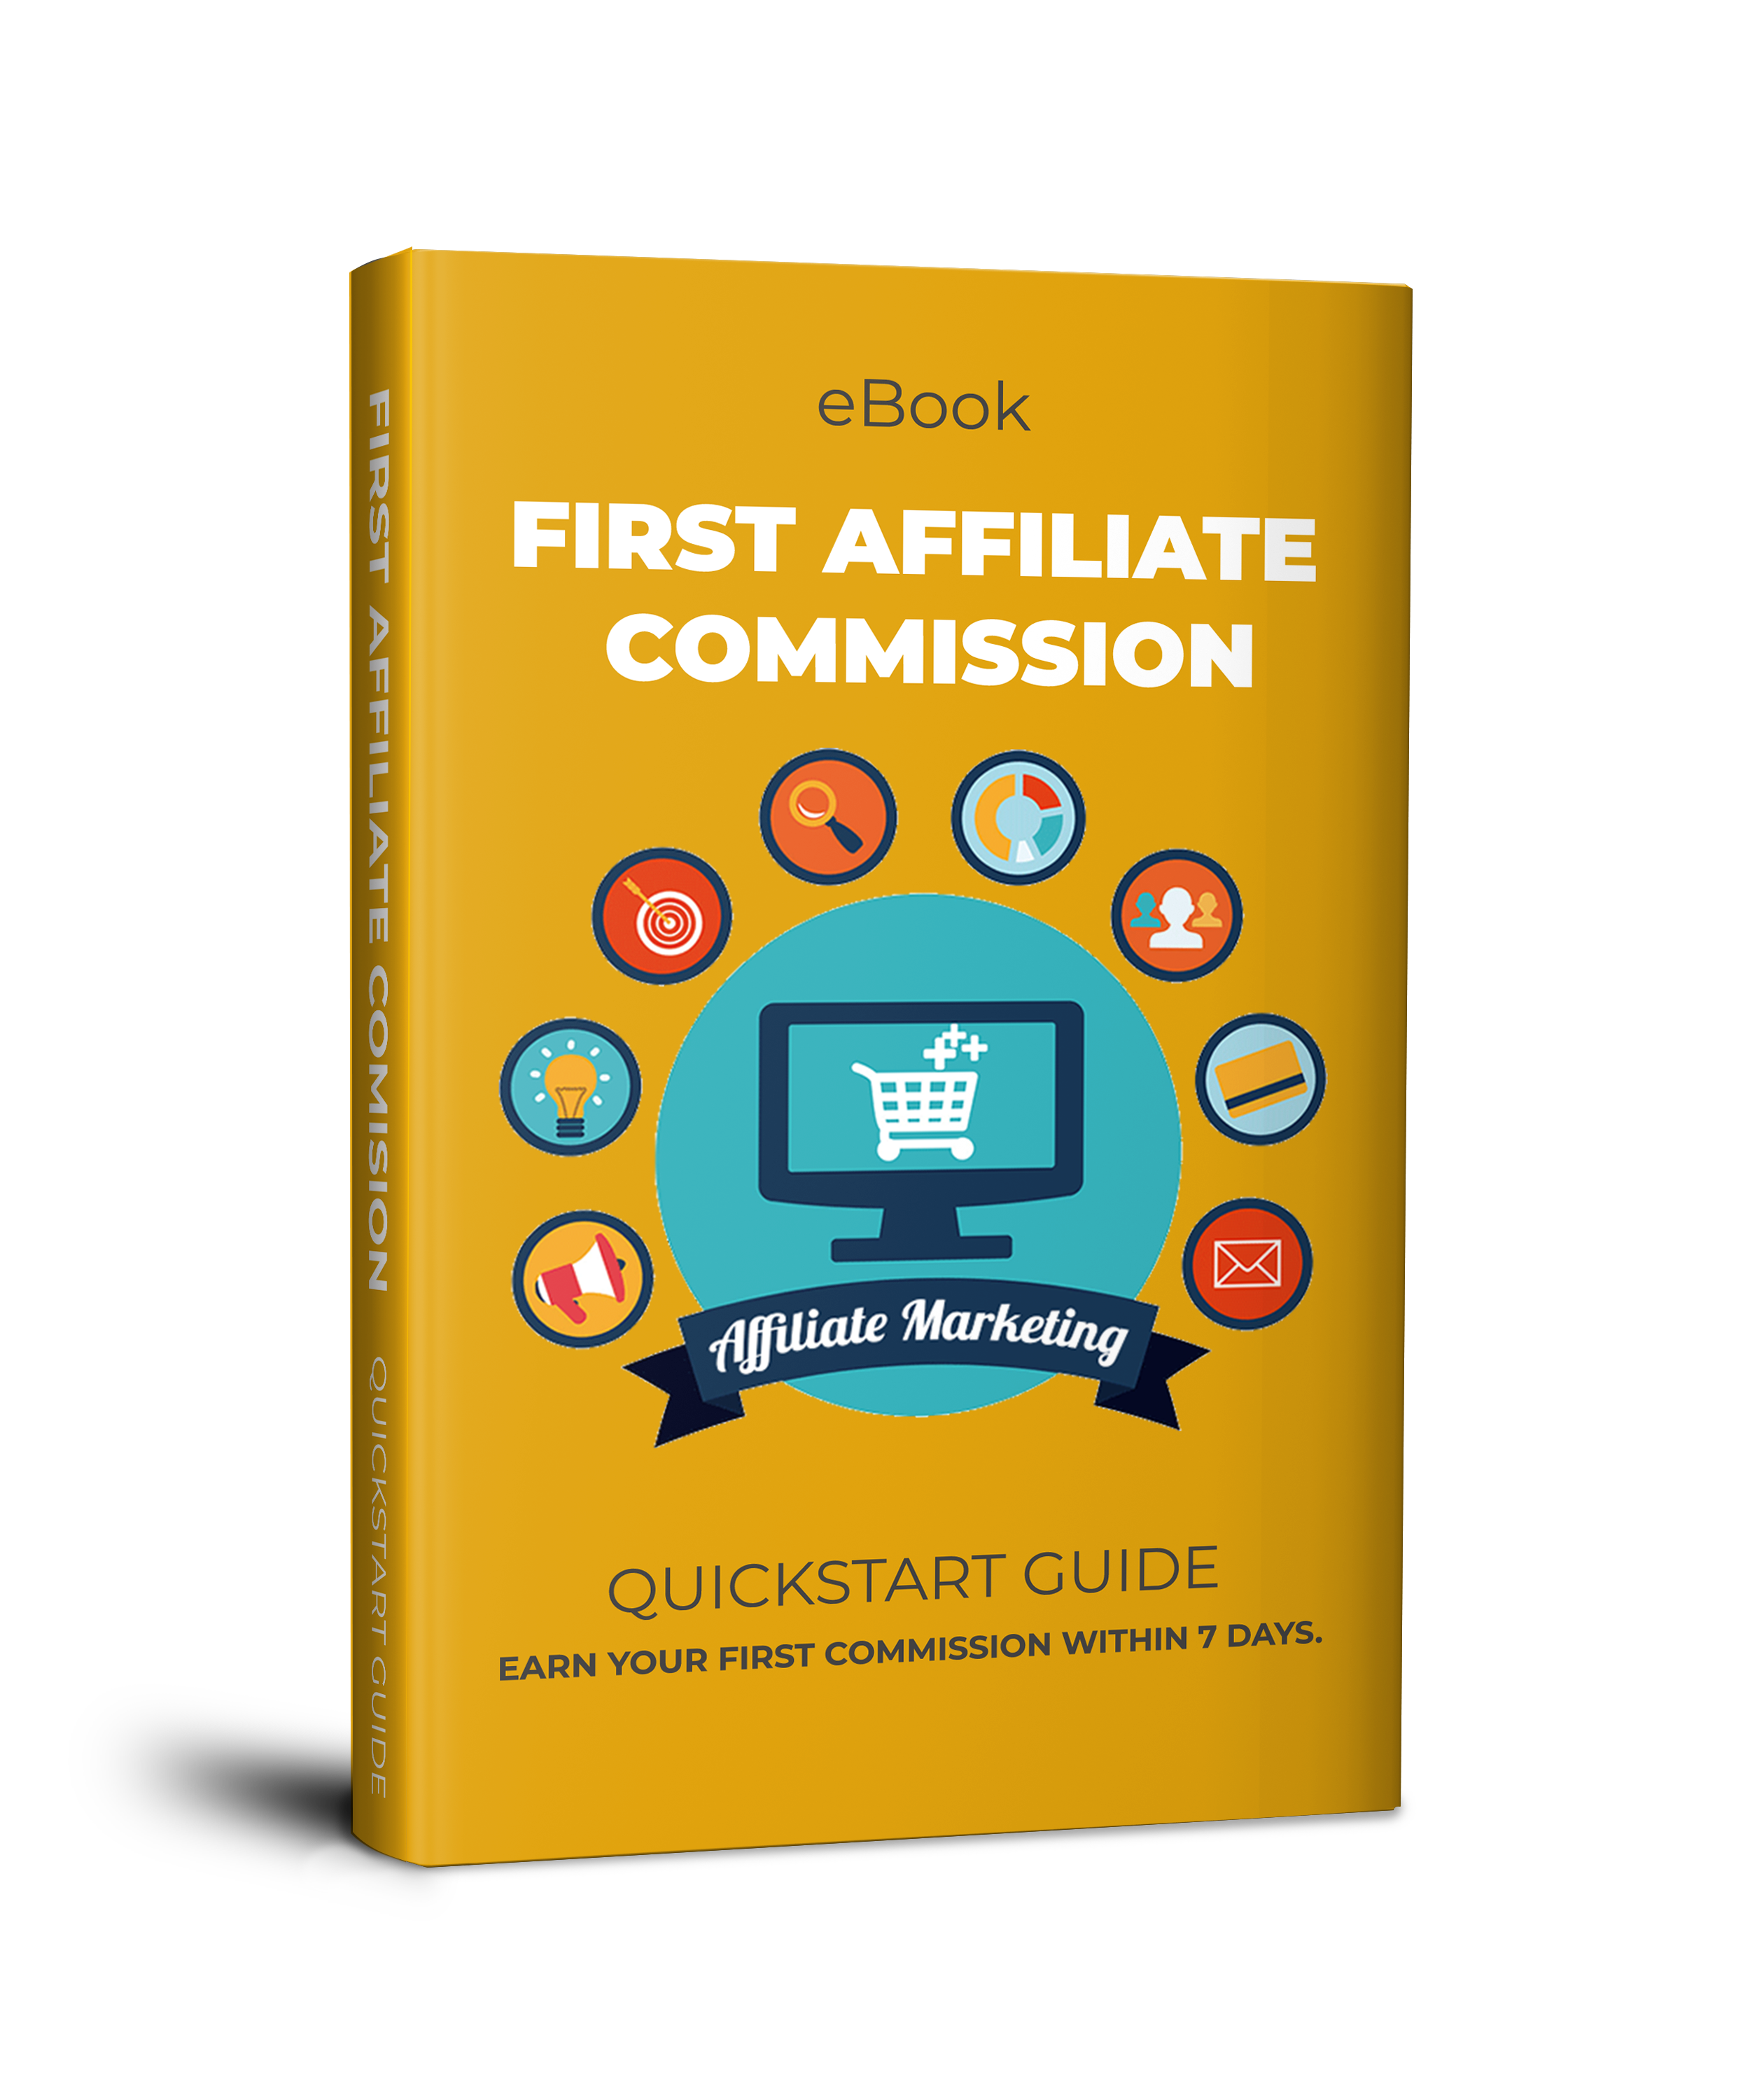 eBook
FIRST AFFILIATE
COMMISSION
Affiliate Marketing
QUICKSTART GUIDE
EARN YOUR FIRST COMMISSION WITHIN 7 DAYS.
FIRST AFFILIATE COMISION QUICKSTART GUIDE